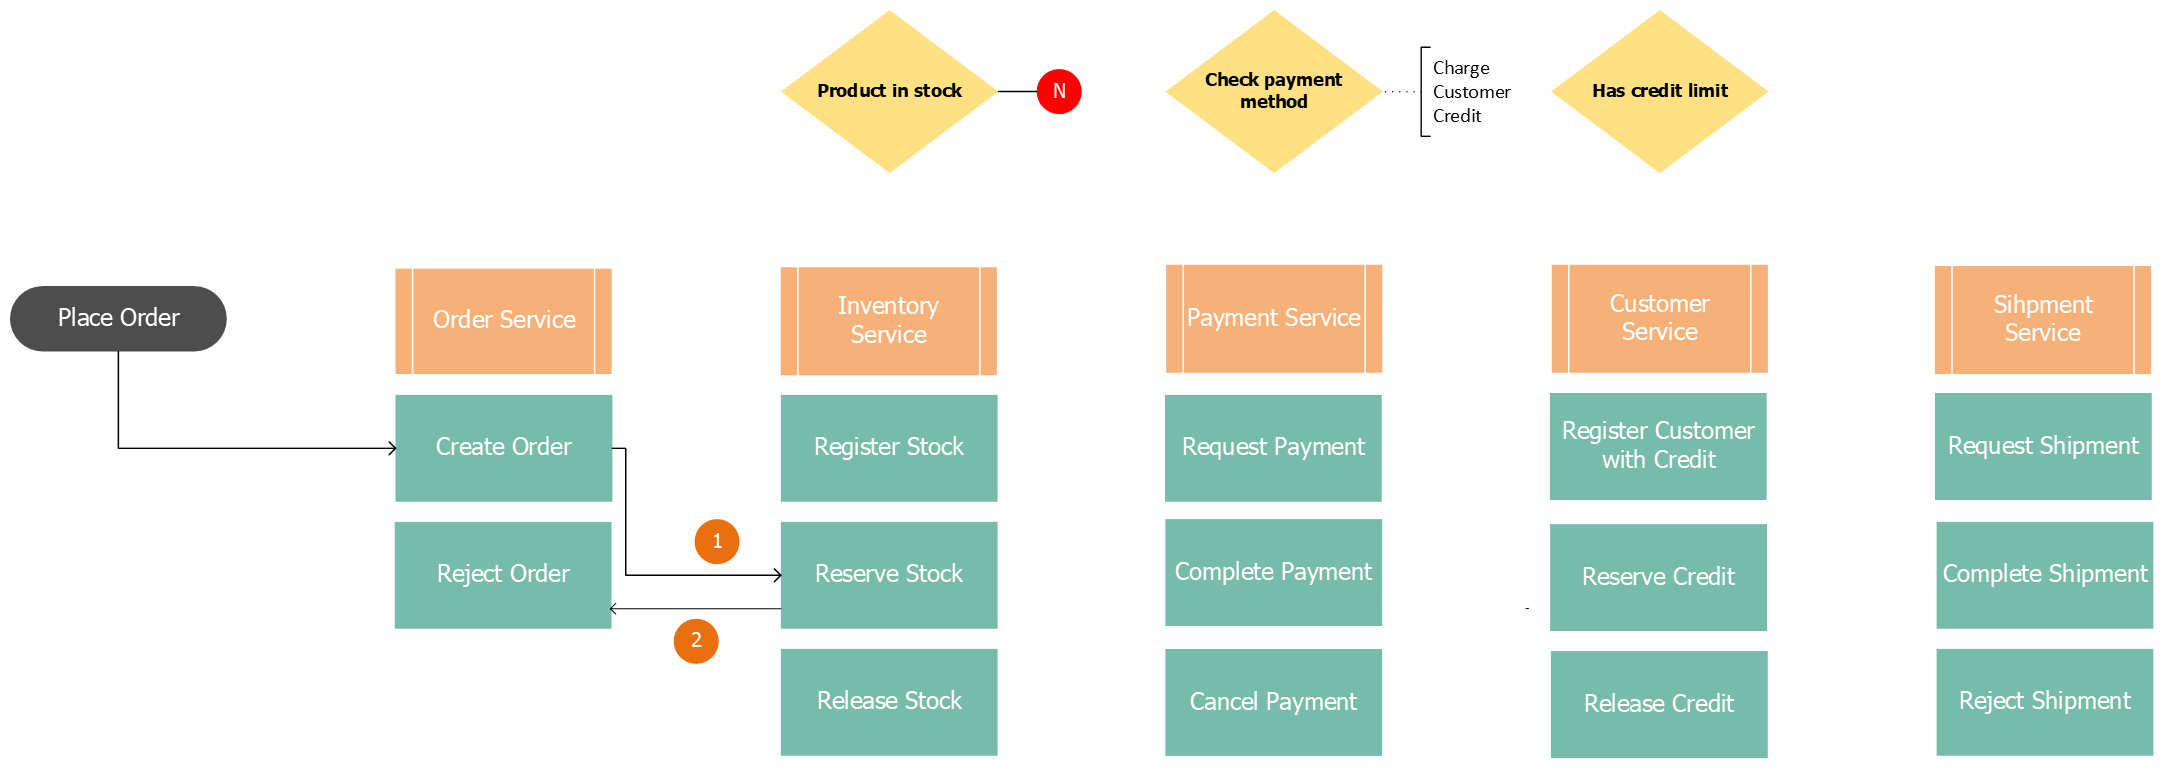 Product in stock
N
Check payment
method
Charge
Customer
Credit
Has credit limit
Place Order
Order Service
Inventory
Service
Payment Service
Customer
Service
Sihpment
Service
Create Order
Register Stock
Request Payment
Register Customer
with Credit
Request Shipment
1
Reject Order
Reserve Stock
Complete Payment
Reserve Credit
Complete Shipment
2
Release Stock
Cancel Payment
Release Credit
Reject Shipment